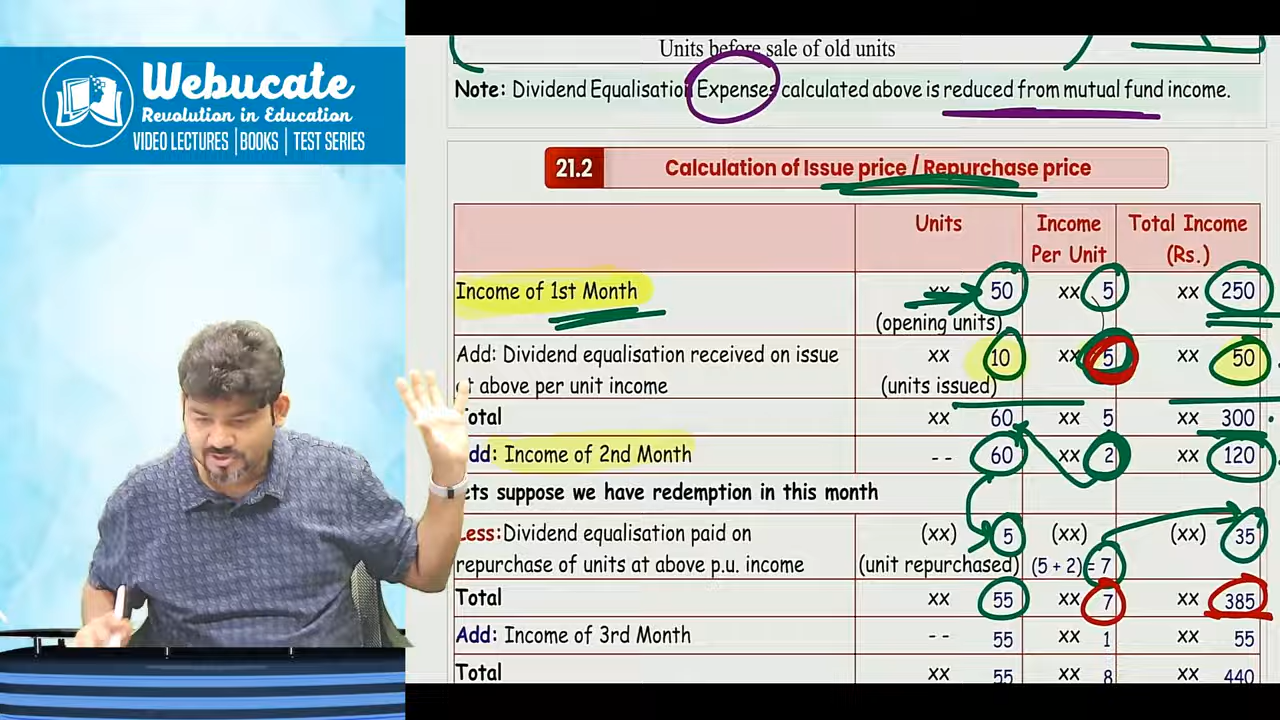 Webucate
Revolution in Education
VIDEO LECTURES | BOOKS | TEST SERIES
Units before sale of old units
Note: Dividend Equalisation Expenses calculated above is reduced from mutual fund income.
21.2 Calculation of Issue price / Repurchase price
Units Income Per Unit Total Income (Rs.)
Income of 1st Month xx 50 (opening units) xx 5 xx 250
Add: Dividend equalisation received on issue xx 10 xx 5 xx 50
at above per unit income (units issued)
Total xx 60 xx 5 xx 300
Add: Income of 2nd Month -- 60 xx 2 xx 120
ets suppose we have redemption in this month
Less: Dividend equalisation paid on (xx) 5 (xx) (xx) 35
repurchase of units at above p.u. income (unit repurchased) (5 + 2) = 7
Total xx 55 xx 7 xx 385
Add: Income of 3rd Month -- 55 xx 1 xx 55
Total xx 55 xx 8 xx 440